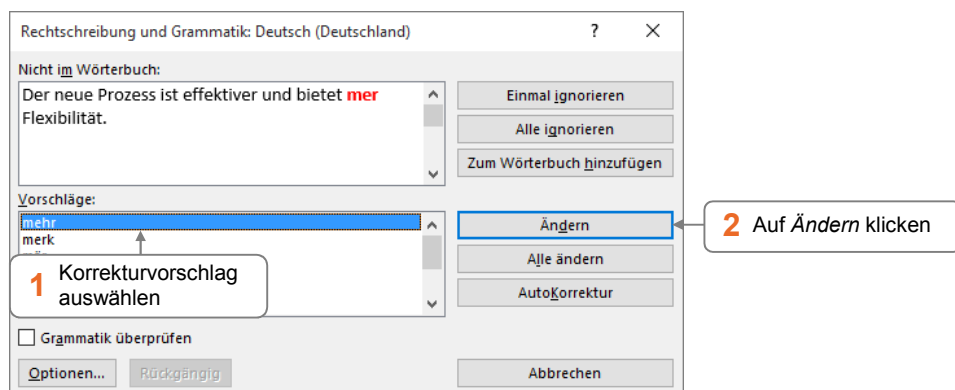 Rechtschreibung und Grammatik: Deutsch (Deutschland) ? ×
Nicht im Wörterbuch:
Der neue Prozess ist effektiver und bietet mer
Flexibilität.
Einmal ignorieren
Alle ignorieren
Zum Wörterbuch hinzufügen
Vorschläge:
mehr
merk
1 Korrekturvorschlag
auswählen
Ändern
Alle ändern
AutoKorrektur
2 Auf Ändern klicken
Grammatik überprüfen
Optionen...
Rückgängig
Abbrechen